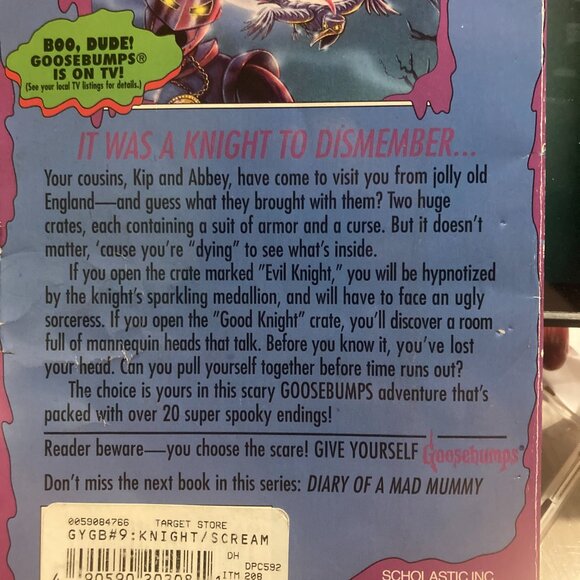 BOO, DUDE!
GOOSEBUMPS®
IS ON TV!
(See your local TV listings for details.)
IT WAS A KNIGHT TO DISMEMBER...
Your cousins, Kip and Abbey, have come to visit you from jolly old
England—and guess what they brought with them? Two huge
crates, each containing a suit of armor and a curse. But it doesn't
matter, 'cause you're "dying" to see what's inside.
If you open the crate marked "Evil Knight," you will be hypnotized
by the knight's sparkling medallion, and will have to face an ugly
sorceress. If you open the "Good Knight" crate, you'll discover a room
full of mannequin heads that talk. Before you know it, you've lost
your head. Can you pull yourself together before time runs out?
The choice is yours in this scary GOOSEBUMPS adventure that's
packed with over 20 super spooky endings!
Reader beware—you choose the scare! GIVE YOURSELF Goosebumps®
Don't miss the next book in this series: DIARY OF A MAD MUMMY
0059084766 TARGET STORE
GYGB#9:KNIGHT/SCREAM
DH
DPC592
ITM 208
SCHOLASTIC INC.